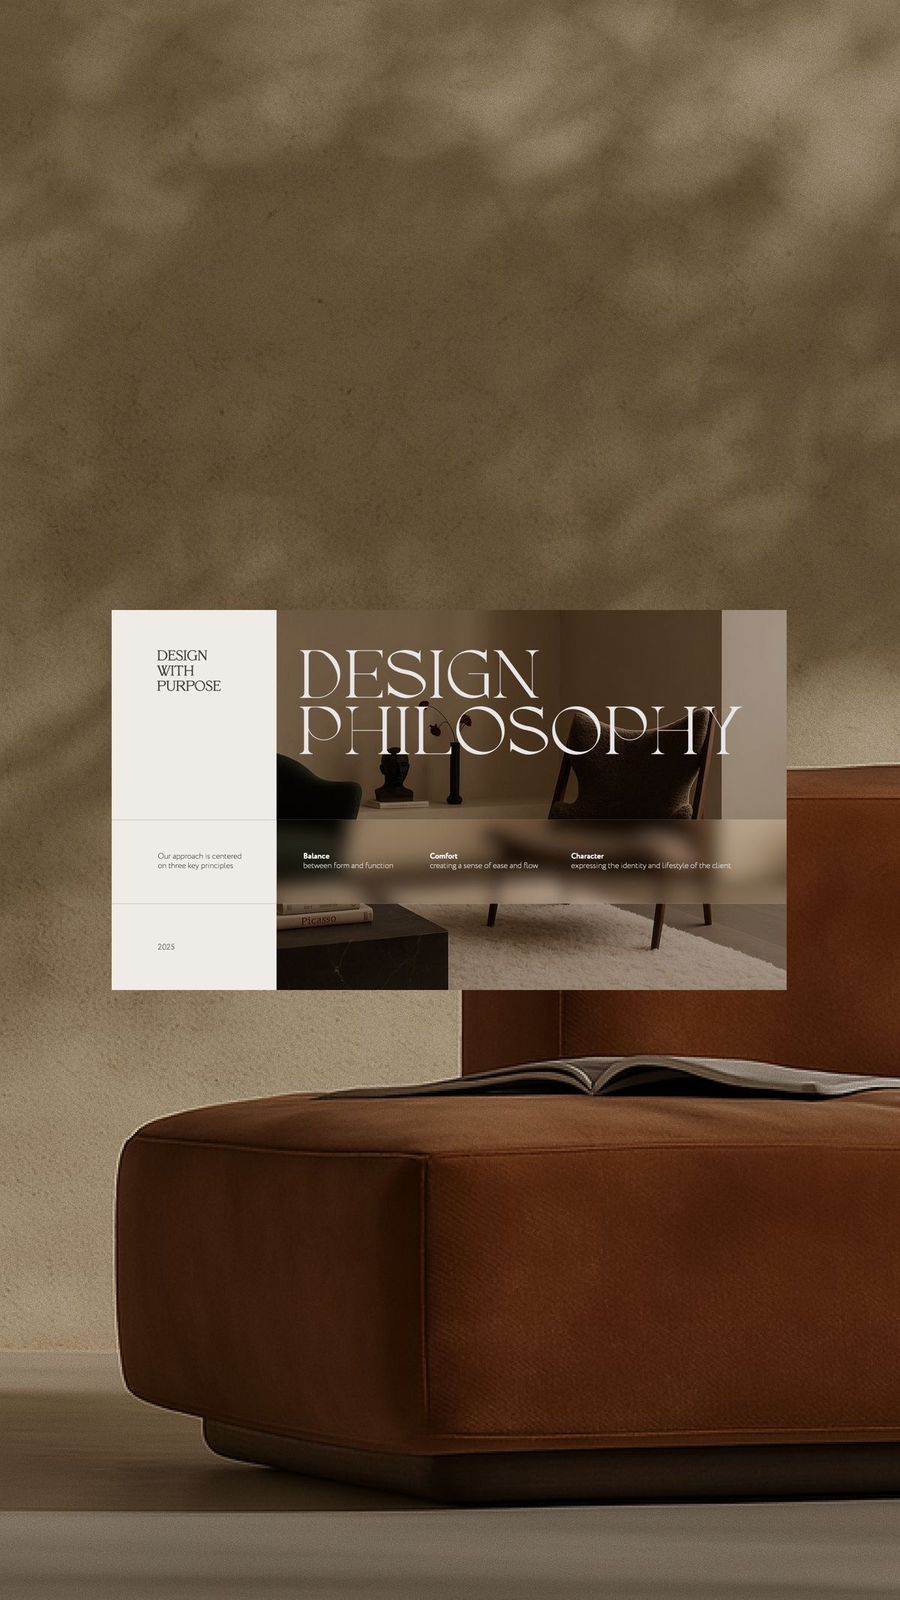 DESIGN
WITH
PURPOSE
DESIGN
PHILOSOPHY
Our approach is centered
on three key principles
Balance
between form and function
Comfort
creating a sense of ease and flow
Character
expressing the identity and lifestyle of the client
Picasso
2025